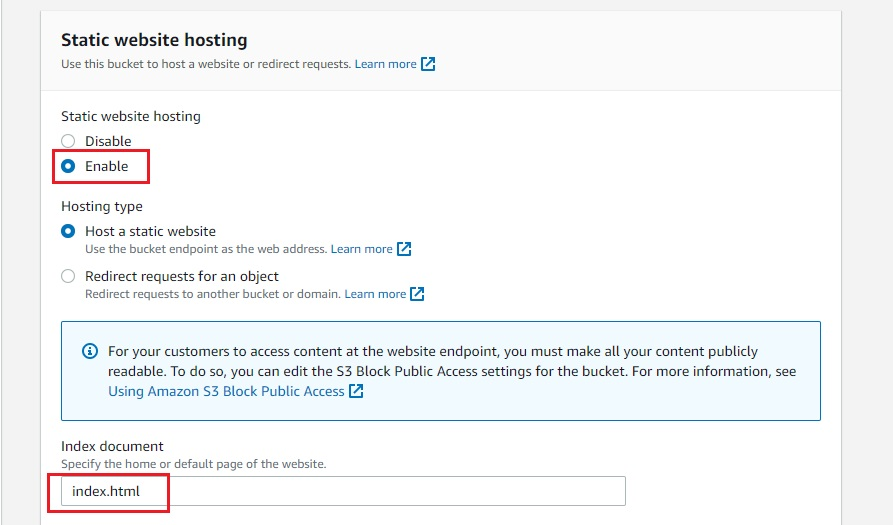 Static website hosting
Use this bucket to host a website or redirect requests. Learn more
Static website hosting
Disable
Enable
Hosting type
Host a static website
Use the bucket endpoint as the web address. Learn more
Redirect requests for an object
Redirect requests to another bucket or domain. Learn more
For your customers to access content at the website endpoint, you must make all your content publicly
readable. To do so, you can edit the S3 Block Public Access settings for the bucket. For more information, see
Using Amazon S3 Block Public Access
Index document
Specify the home or default page of the website.
index.html